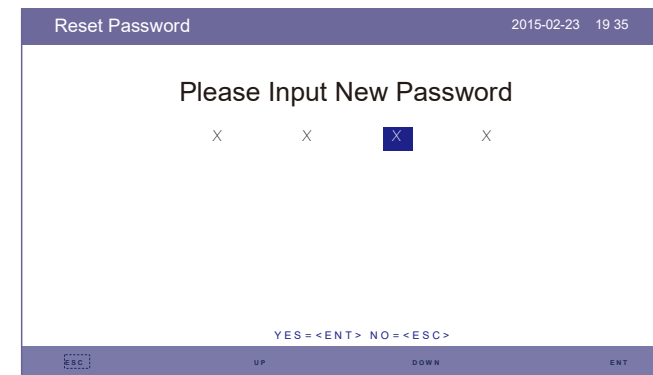 Reset Password 2015-02-23 19 35
Please Input New Password
X X X X
YES=<ENT> NO=<ESC>
ESC UP DOWN ENT